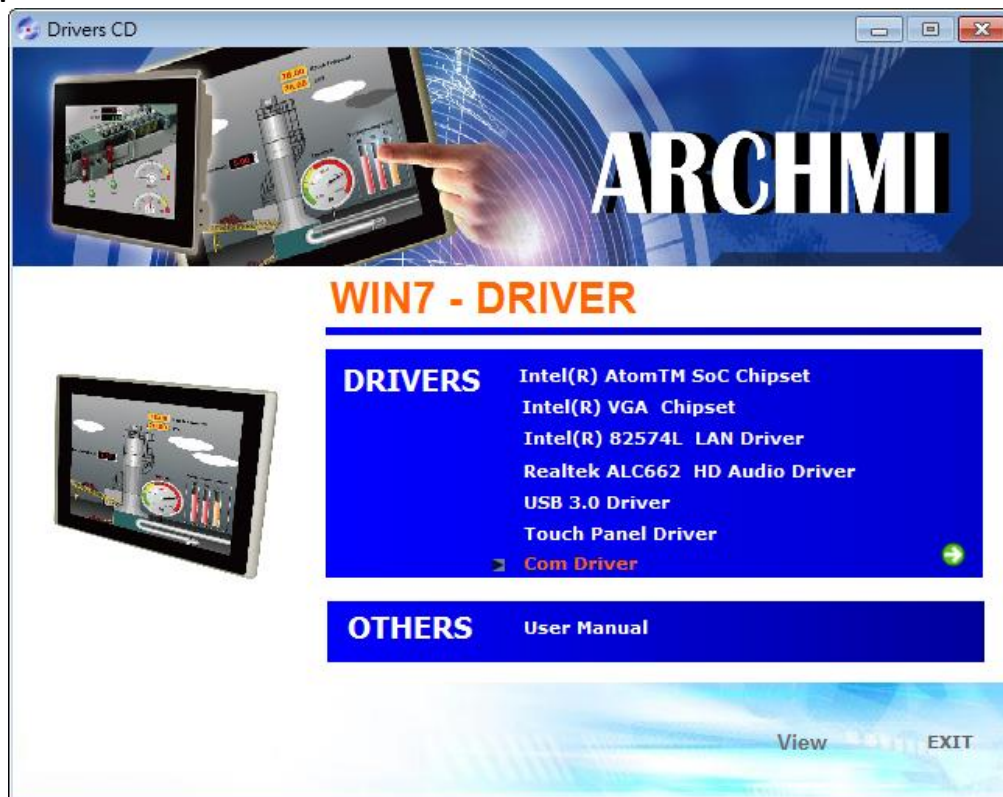 Drivers CD
ARCHMI
WIN7 - DRIVER
DRIVERS
Intel(R) AtomTM SoC Chipset
Intel(R) VGA Chipset
Intel(R) 82574L LAN Driver
Realtek ALC662 HD Audio Driver
USB 3.0 Driver
Touch Panel Driver
Com Driver
OTHERS
User Manual
View
EXIT